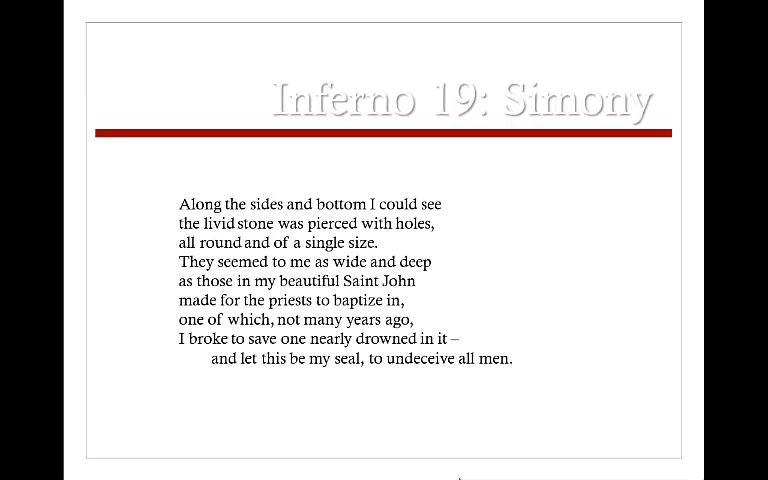 Inferno 19: Simony
Along the sides and bottom I could see
the livid stone was pierced with holes,
all round and of a single size.
They seemed to me as wide and deep
as those in my beautiful Saint John
made for the priests to baptize in,
one of which, not many years ago,
I broke to save one nearly drowned in it –
and let this be my seal, to undeceive all men.